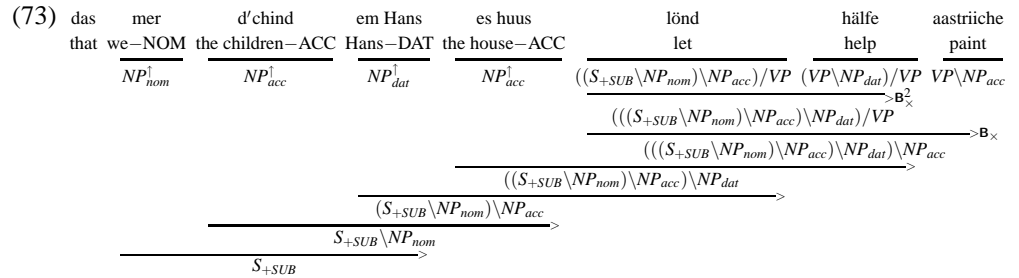 (73) das mer d'chind em Hans es huus lönd hälfe aastriiche
that we−NOM the children−ACC Hans−DAT the house−ACC let help paint
NP↑nom NP↑acc NP↑dat NP↑acc ((S+SUB\NPnom)\NPacc)/VP (VP\NPdat)/VP VP\NPacc
>B²×
(((S+SUB\NPnom)\NPacc)\NPdat)/VP
>B×
(((S+SUB\NPnom)\NPacc)\NPdat)\NPacc
>
((S+SUB\NPnom)\NPacc)\NPdat
>
(S+SUB\NPnom)\NPacc
>
S+SUB\NPnom
>
S+SUB